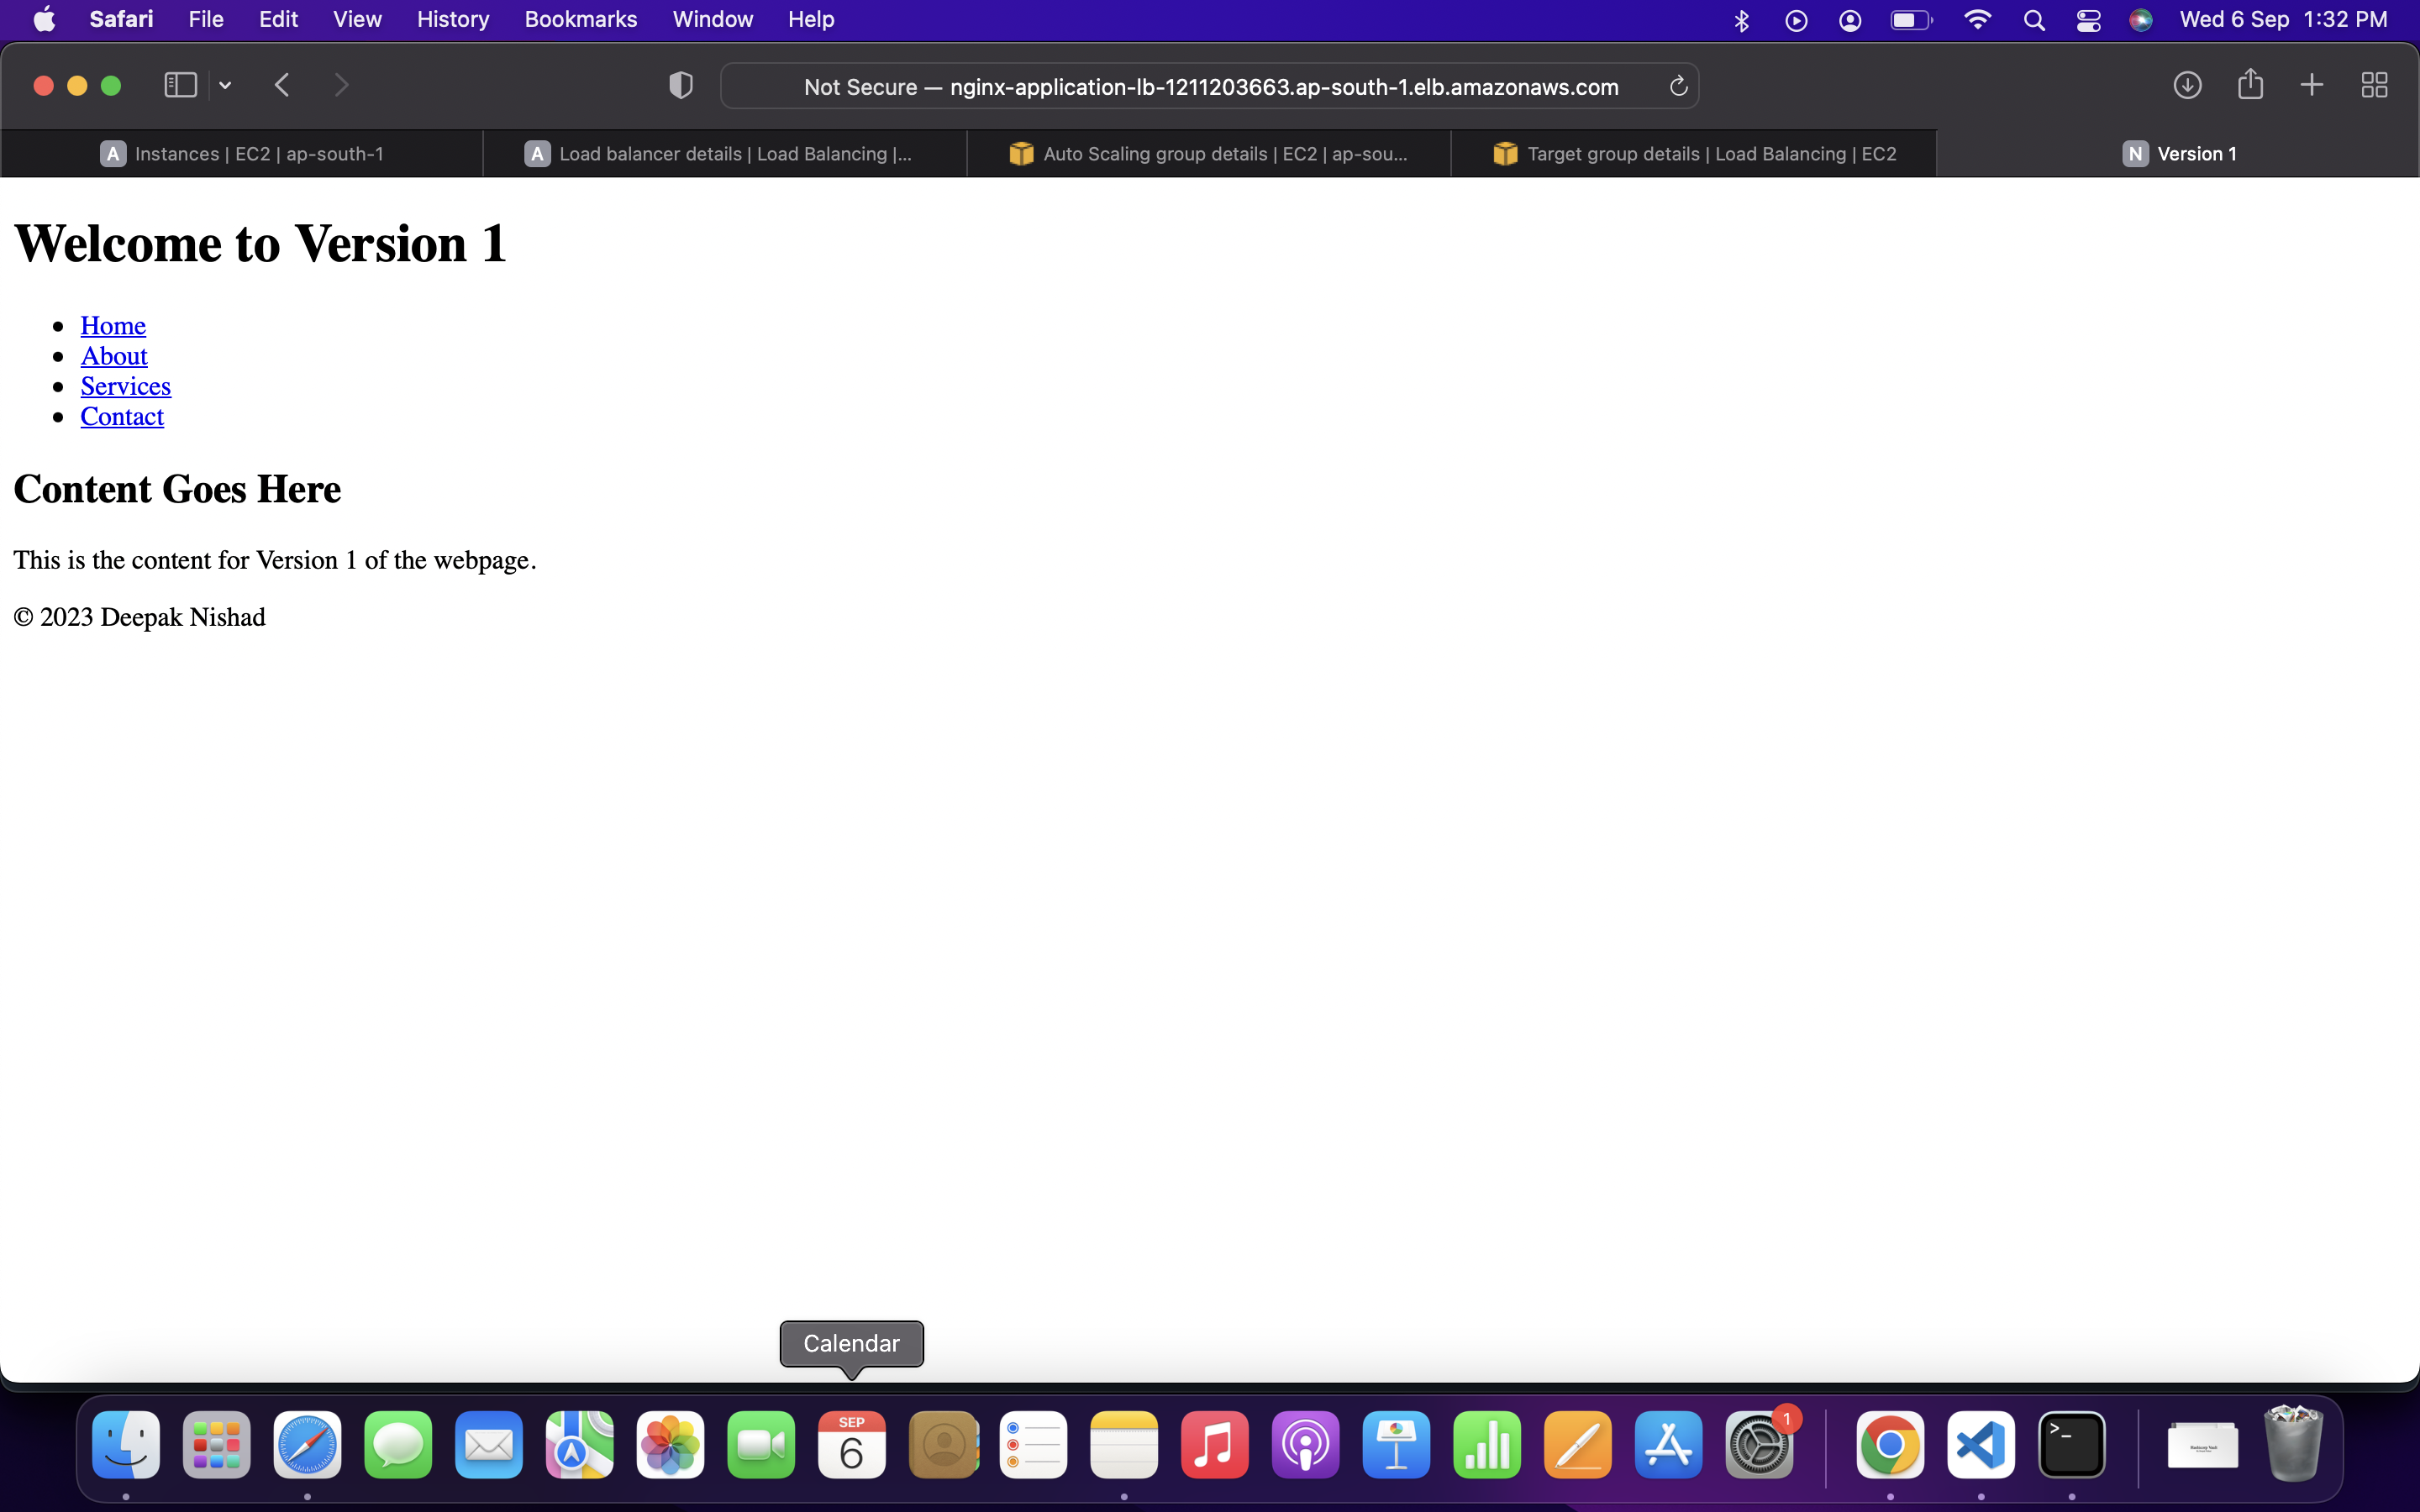 Safari File Edit View History Bookmarks Window Help Wed 6 Sep 1:32 PM
Not Secure — nginx-application-lb-1211203663.ap-south-1.elb.amazonaws.com
A Instances | EC2 | ap-south-1 A Load balancer details | Load Balancing |... Auto Scaling group details | EC2 | ap-sou... Target group details | Load Balancing | EC2 N Version 1
Welcome to Version 1
• Home
• About
• Services
• Contact
Content Goes Here
This is the content for Version 1 of the webpage.
© 2023 Deepak Nishad
Calendar
SEP
6
1
>_